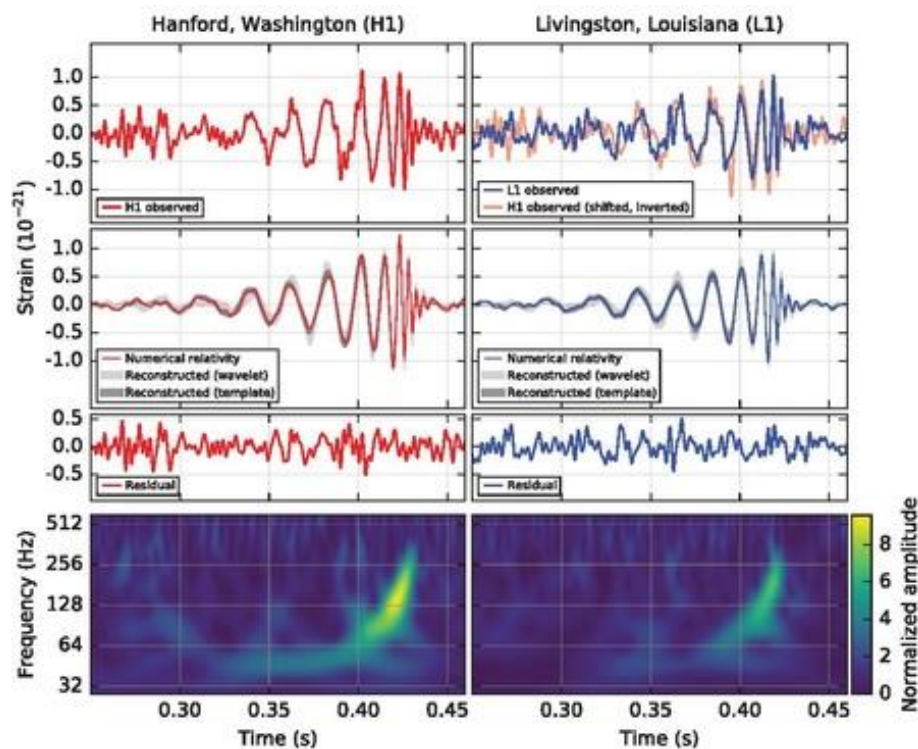 Hanford, Washington (H1)
Livingston, Louisiana (L1)
Strain (10⁻²¹)
1.0
0.5
0.0
-0.5
-1.0
H1 observed
L1 observed
H1 observed (shifted, inverted)
1.0
0.5
0.0
-0.5
-1.0
Numerical relativity
Reconstructed (wavelet)
Reconstructed (template)
Numerical relativity
Reconstructed (wavelet)
Reconstructed (template)
0.5
0.0
-0.5
Residual
Residual
Frequency (Hz)
512
256
128
64
32
8
6
4
2
0
Normalized amplitude
0.30 0.35 0.40 0.45
0.30 0.35 0.40 0.45
Time (s)
Time (s)